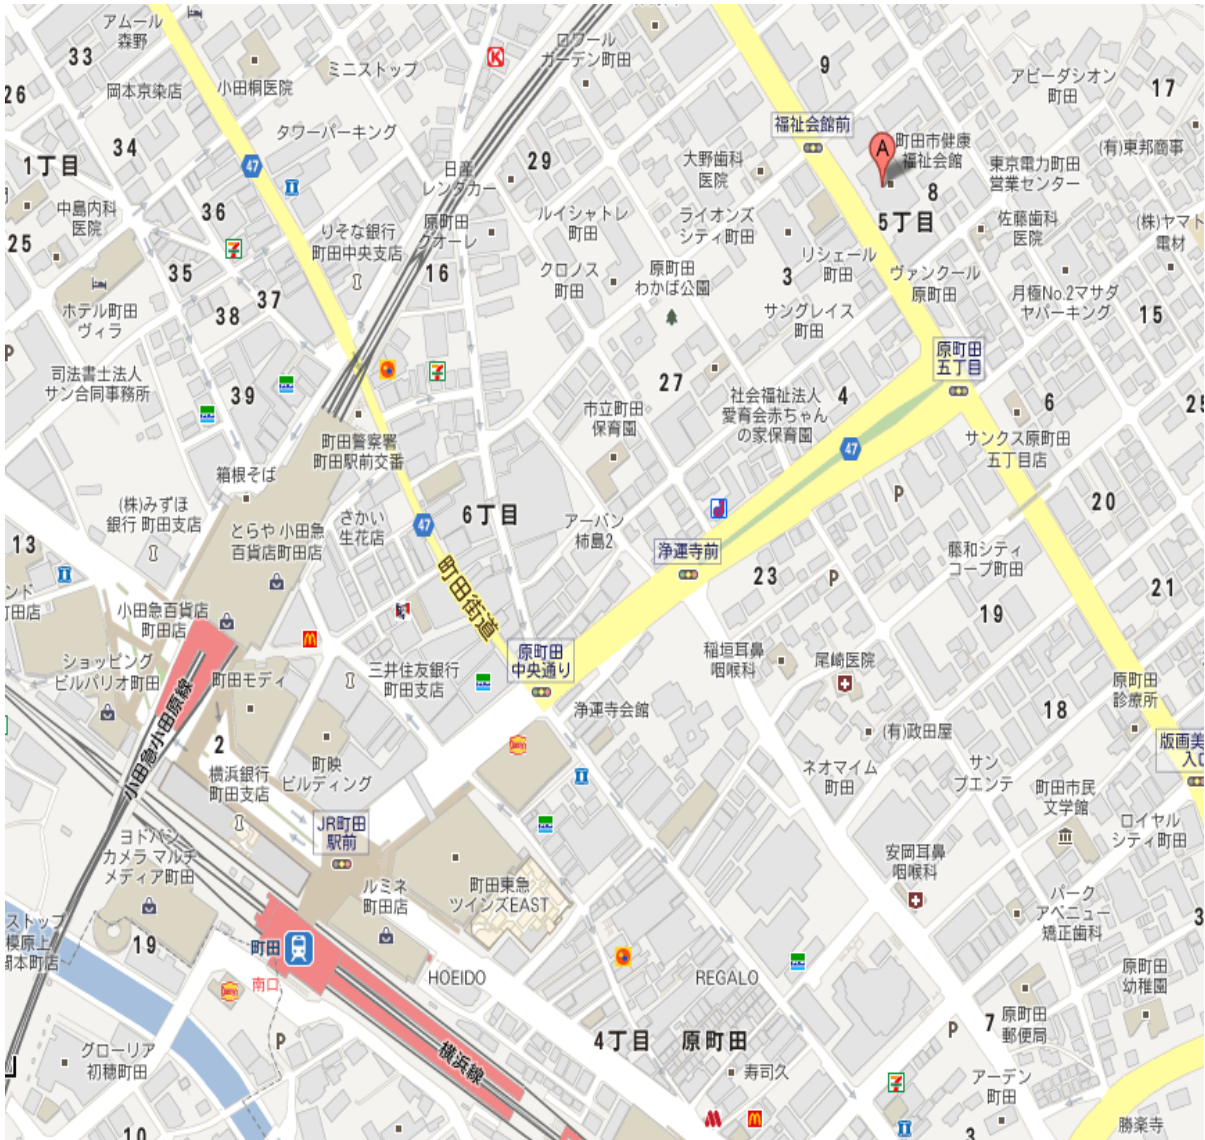 アムール
森野
33
26
岡本京染店
小田桐医院
ミニストップ
K
ロワール
ガーデン町田
9
アビーダシオン
町田
17
34
タワーパーキング
福祉会館前
A
町田市健康
福祉会館
(有)東邦商事
1丁目
47
日産
レンタカー
29
大野歯科
医院
8
東京電力町田
営業センター
中島内科
医院
36
25
りそな銀行
町田中央支店
原町田
クオーレ
ルイシャトレ
町田
ライオンズ
シティ町田
5丁目
佐藤歯科
医院
(株)ヤマト
電材
7
35
37
38
16
クロノス
町田
原町田
わかば公園
3
リシェール
町田
ヴァンクール
原町田
月極No.2マサダ
ヤパーキング
15
ホテル町田
ヴィラ
P
サングレイス
町田
原町田
五丁目
司法書士法人
サン合同事務所
39
7
27
市立町田
保育園
社会福祉法人
愛育会赤ちゃん
の家保育園
4
6
25
町田警察署
町田駅前交番
47
サンクス原町田
五丁目店
箱根そば
(株)みずほ
銀行 町田支店
とらや 小田急
百貨店町田店
さかい
生花店
47
6丁目
アーバン
柿島2
P
20
13
町田街道
浄運寺前
23
P
藤和シティ
コープ町田
19
21
ンド
町田店
小田急百貨店
町田店
ショッピング
ビルパリオ町田
町田モディ
三井住友銀行
町田支店
原町田
中央通り
稲垣耳鼻
咽喉科
尾崎医院
原町田
診療所
小田急小田原線
浄運寺会館
18
(有)政田屋
版画美
入口
2
横浜銀行
町田支店
町映
ビルディング
ネオマイム
町田
サン
プエンテ
町田市民
文学館
ロイヤル
シティ町田
JR町田
駅前
ヨドバシ
カメラ マルチ
メディア町田
ルミネ
町田店
町田東急
ツインズEAST
安岡耳鼻
咽喉科
パーク
アベニュー
矯正歯科
3
ストップ
模原上
鶴本町店
19
町田
南口
HOEIDO
REGALO
原町田
幼稚園
P
4丁目
原町田
P
7
原町田
郵便局
グローリア
初穂町田
横浜線
寿司久
7
アーデン
町田
10
3
勝楽寺